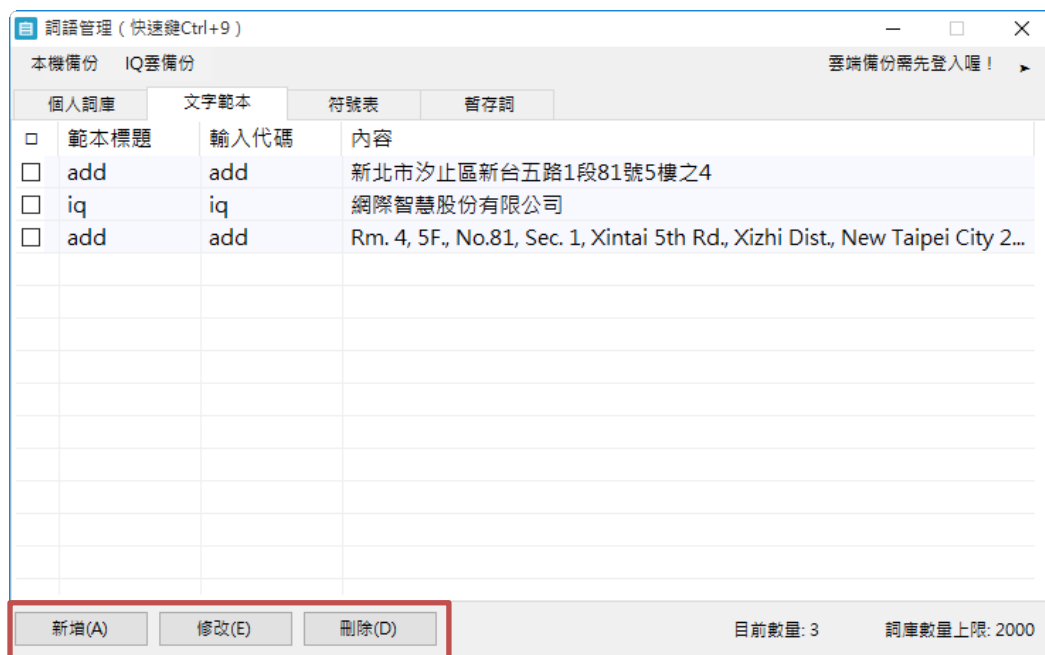 自 詞語管理（快速鍵Ctrl+9）
本機備份 IQ雲備份 雲端備份需先登入喔！
個人詞庫 文字範本 符號表 暫存詞
範本標題 輸入代碼 內容
add add 新北市汐止區新台五路1段81號5樓之4
iq iq 網際智慧股份有限公司
add add Rm. 4, 5F., No.81, Sec. 1, Xintai 5th Rd., Xizhi Dist., New Taipei City 2...
新增(A) 修改(E) 刪除(D) 目前數量: 3 詞庫數量上限: 2000